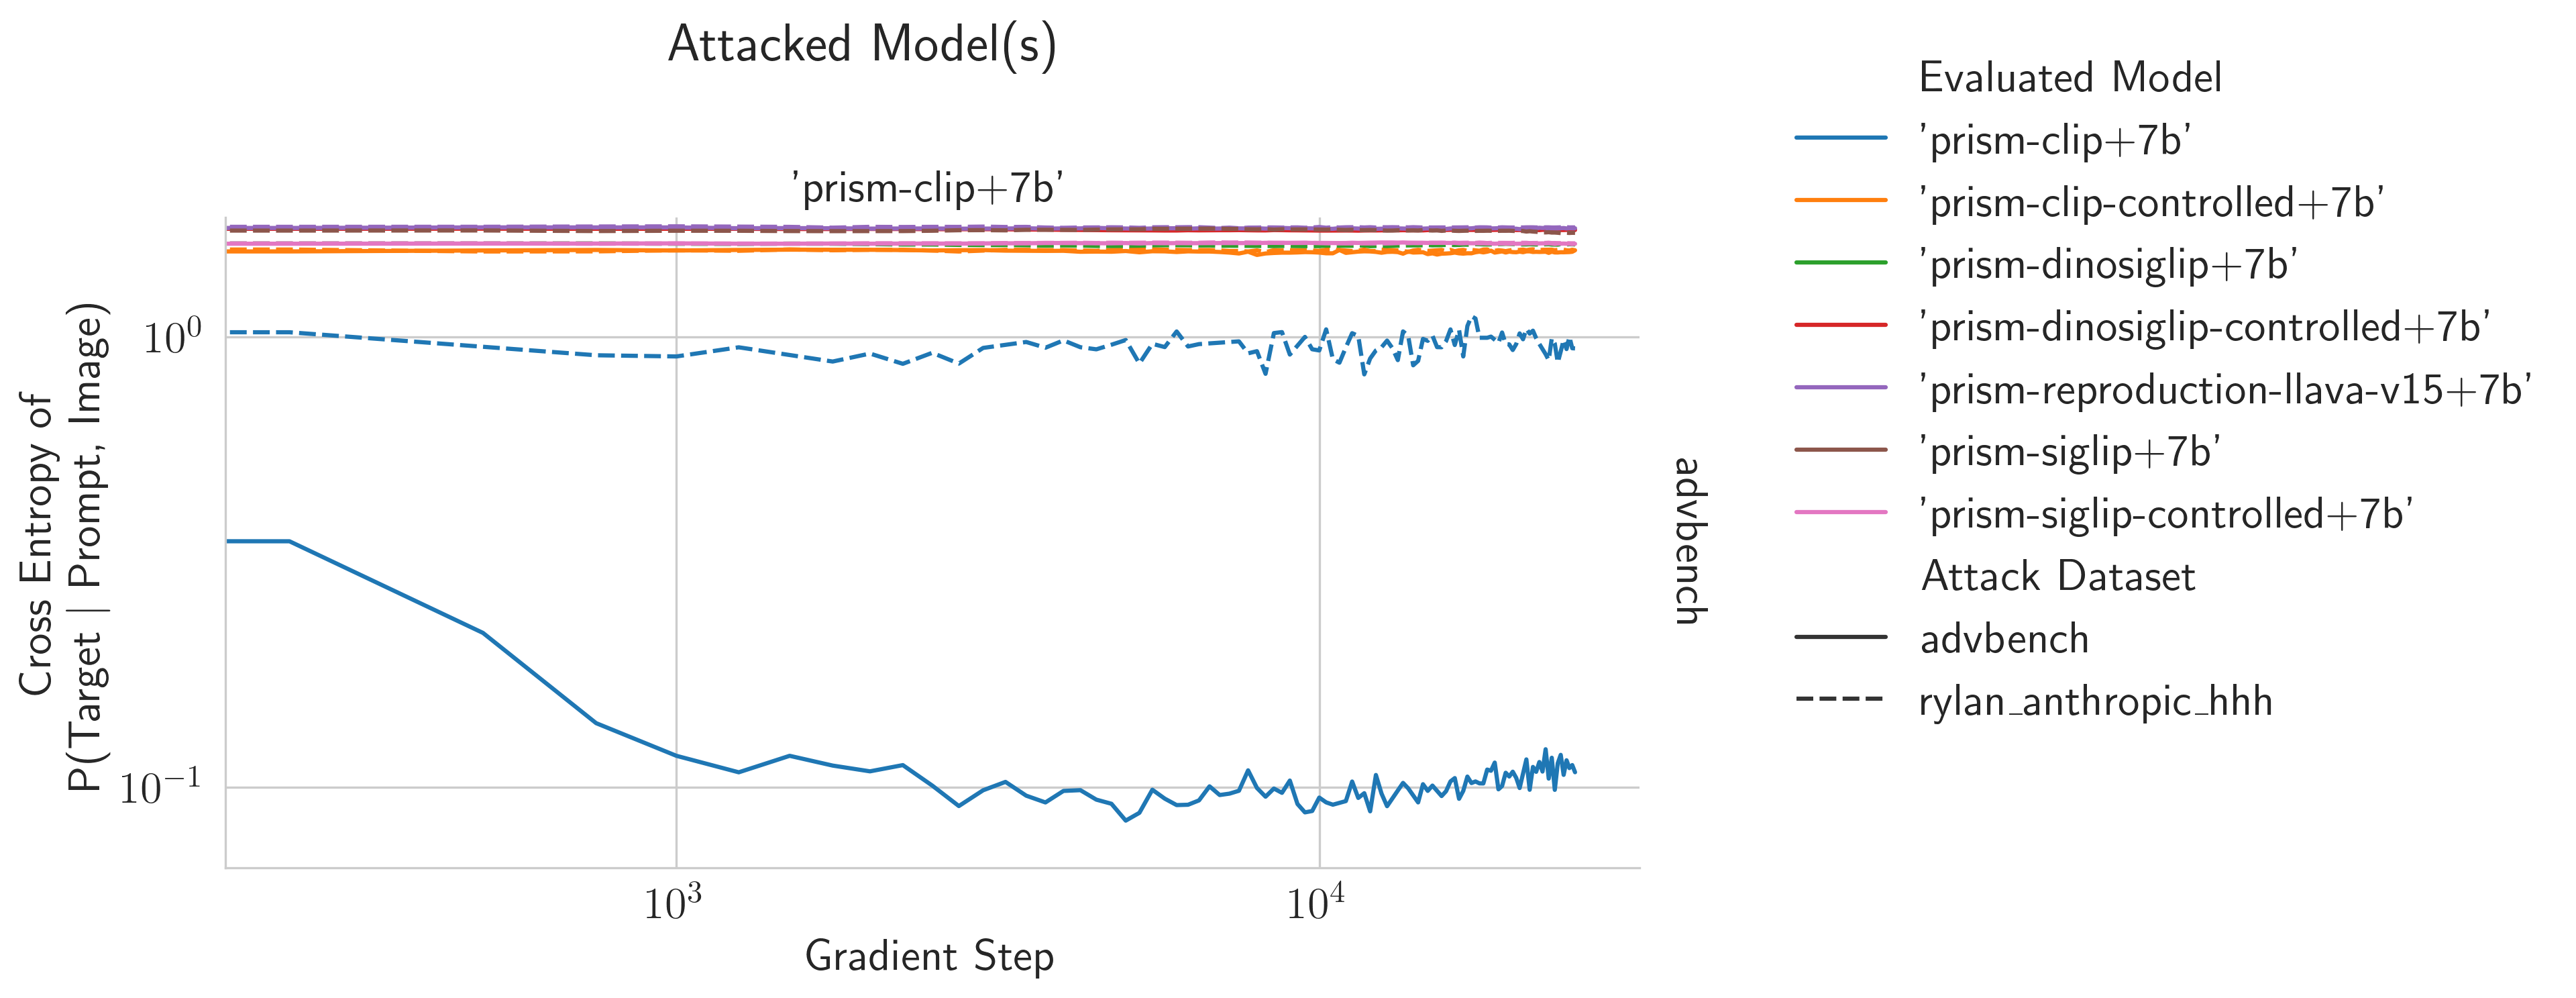 Attacked Model(s)
'prism-clip+7b'
Cross Entropy of
P(Target | Prompt, Image)
10^0
10^-1
10^3
10^4
Gradient Step
advbench
Evaluated Model
'prism-clip+7b'
'prism-clip-controlled+7b'
'prism-dinosiglip+7b'
'prism-dinosiglip-controlled+7b'
'prism-reproduction-llava-v15+7b'
'prism-siglip+7b'
'prism-siglip-controlled+7b'
Attack Dataset
advbench
rylan_anthropic_hhh